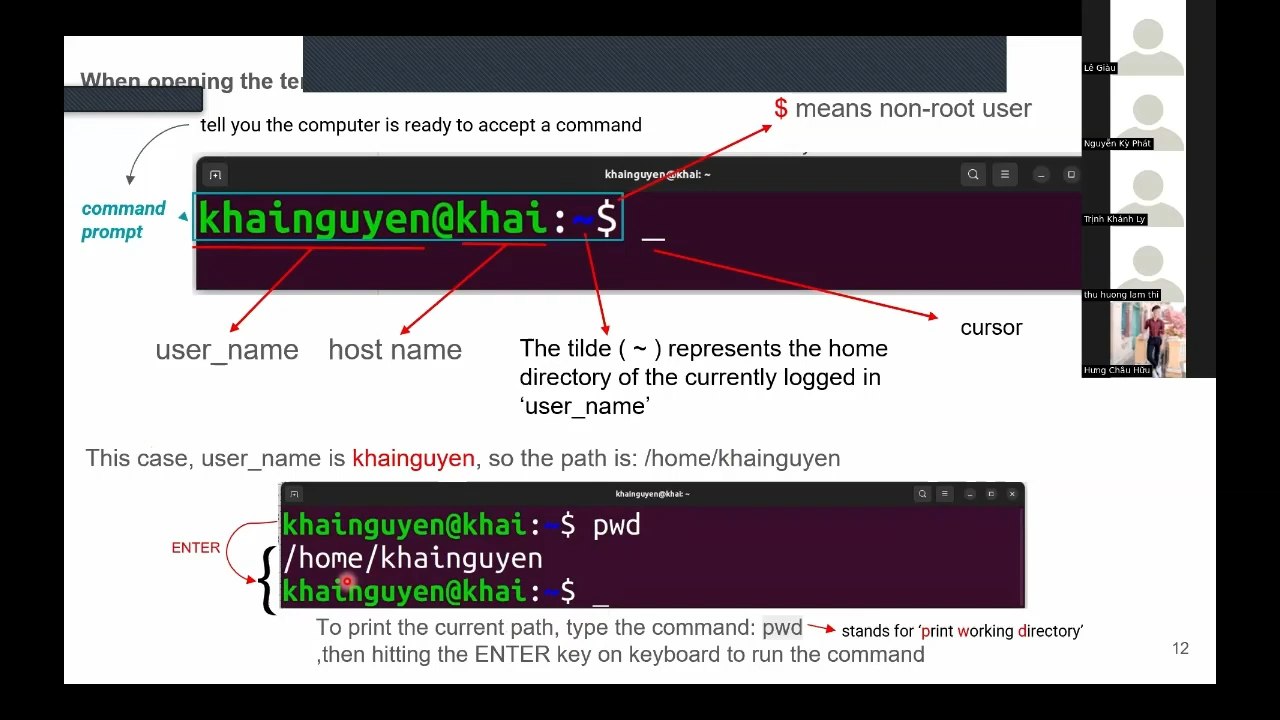 When opening the ter
tell you the computer is ready to accept a command
$ means non-root user
khainguyen@khai: ~
command
prompt
khainguyen@khai:~$ _
user_name
host name
The tilde ( ~ ) represents the home
directory of the currently logged in
‘user_name’
cursor
This case, user_name is khainguyen, so the path is: /home/khainguyen
khainguyen@khai: ~
khainguyen@khai:~$ pwd
ENTER
/home/khainguyen
khainguyen@khai:~$ _
To print the current path, type the command: pwd
stands for ‘print working directory’
,then hitting the ENTER key on keyboard to run the command
12
Lê Giàu
Nguyễn Kỳ Phát
Trịnh Khánh Ly
thu huong lam thi
Hưng Châu Hữu